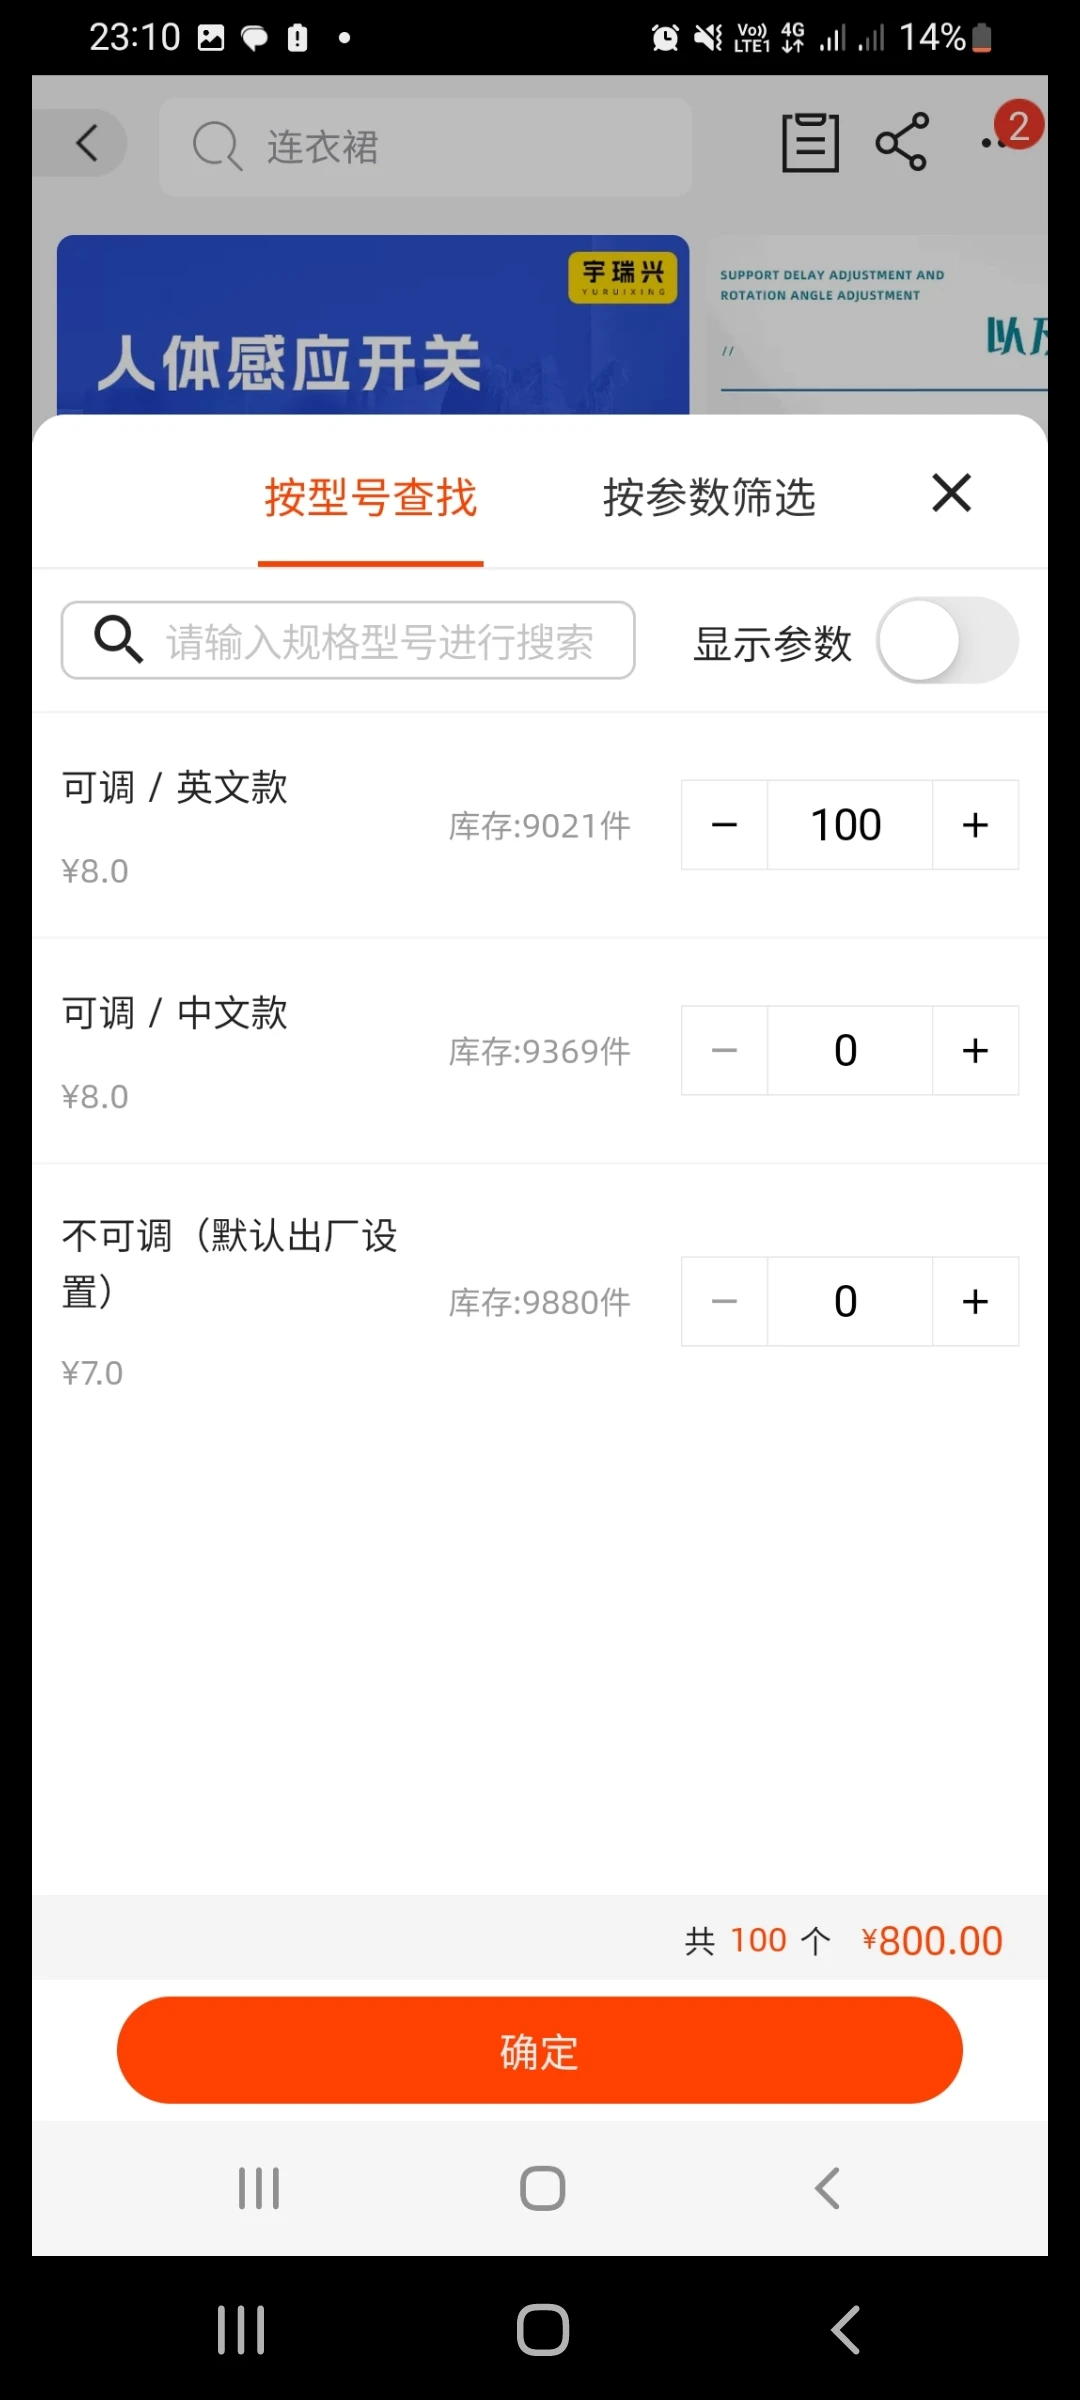 23:10
Vo)) LTE1 4G 14%
连衣裙
2
宇瑞兴
YURUIXING
人体感应开关
SUPPORT DELAY ADJUSTMENT AND
ROTATION ANGLE ADJUSTMENT
//
按型号查找 按参数筛选
请输入规格型号进行搜索 显示参数
可调 / 英文款
库存:9021件 − 100 +
¥8.0
可调 / 中文款
库存:9369件 − 0 +
¥8.0
不可调（默认出厂设
置）
库存:9880件 − 0 +
¥7.0
共 100 个 ¥800.00
确定